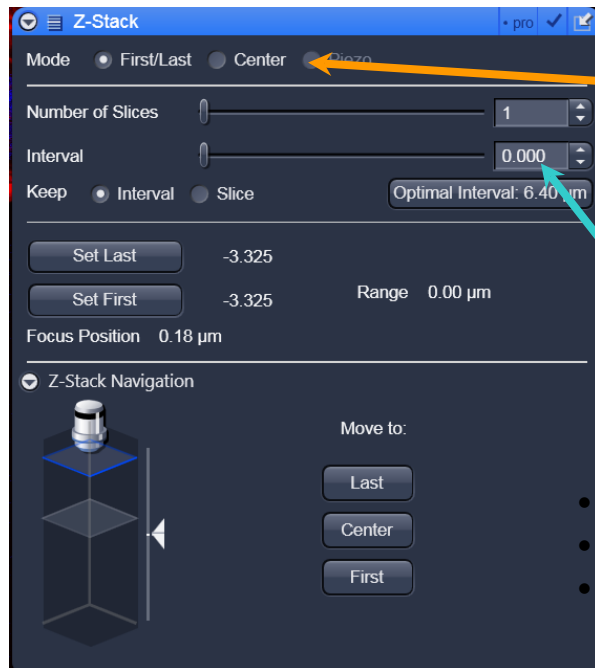 Z-Stack • pro
Mode First/Last Center Piezo
Number of Slices 1
Interval 0.000
Keep Interval Slice Optimal Interval: 6.40 µm
Set Last -3.325
Set First -3.325 Range 0.00 µm
Focus Position 0.18 µm
Z-Stack Navigation
Move to:
Last
Center
First